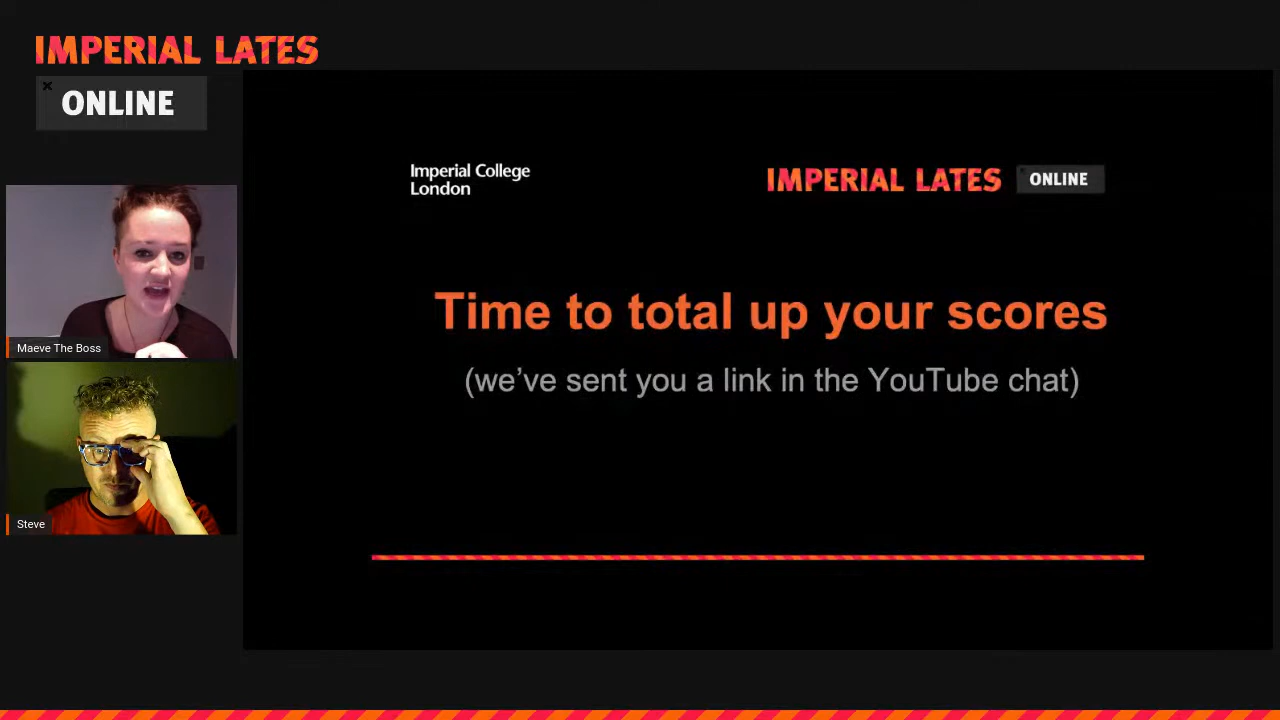 IMPERIAL LATES
ONLINE
Imperial College
London
IMPERIAL LATES ONLINE
Time to total up your scores
(we’ve sent you a link in the YouTube chat)
Maeve The Boss
Steve